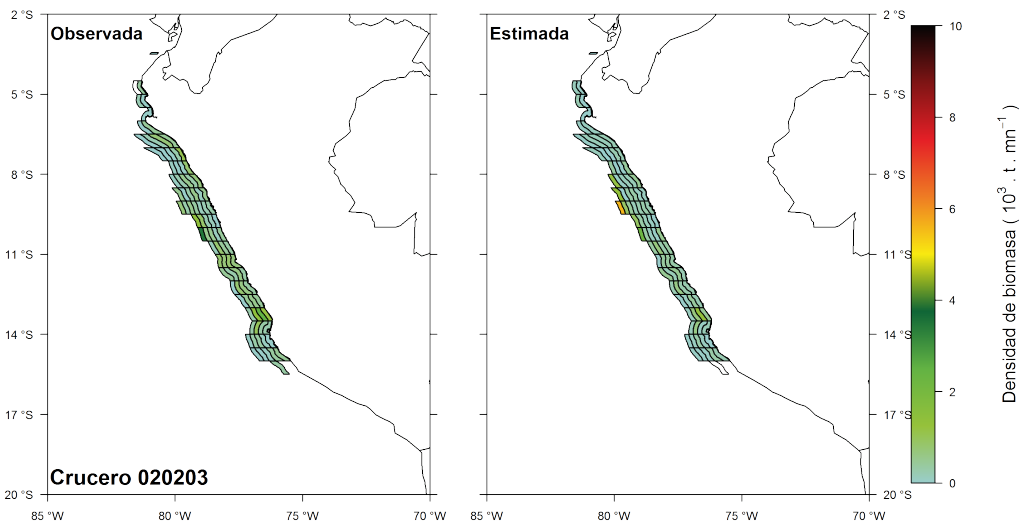 Observada
Estimada
2 °S
5 °S
8 °S
11 °S
14 °S
17 °S
20 °S
2 °S
5 °S
8 °S
11 °S
14 °S
17 °S
20 °S
10
8
6
4
2
0
Densidad de biomasa ( 10³ . t . mn⁻¹ )
Crucero 020203
85 °W 80 °W 75 °W 70 °W
85 °W 80 °W 75 °W 70 °W